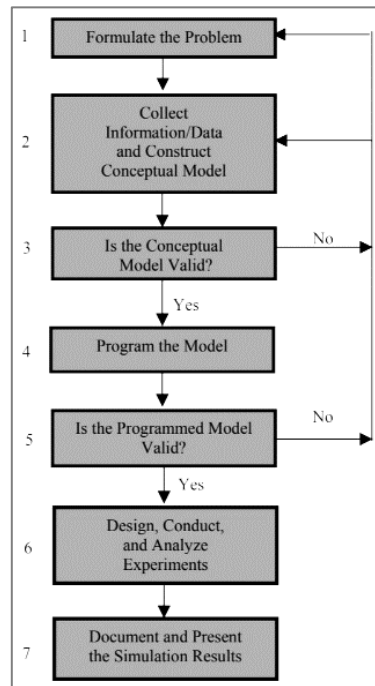 1
Formulate the Problem
2
Collect
Information/Data
and Construct
Conceptual Model
3
Is the Conceptual
Model Valid?
No
Yes
4
Program the Model
5
Is the Programmed Model
Valid?
No
Yes
6
Design, Conduct,
and Analyze
Experiments
7
Document and Present
the Simulation Results